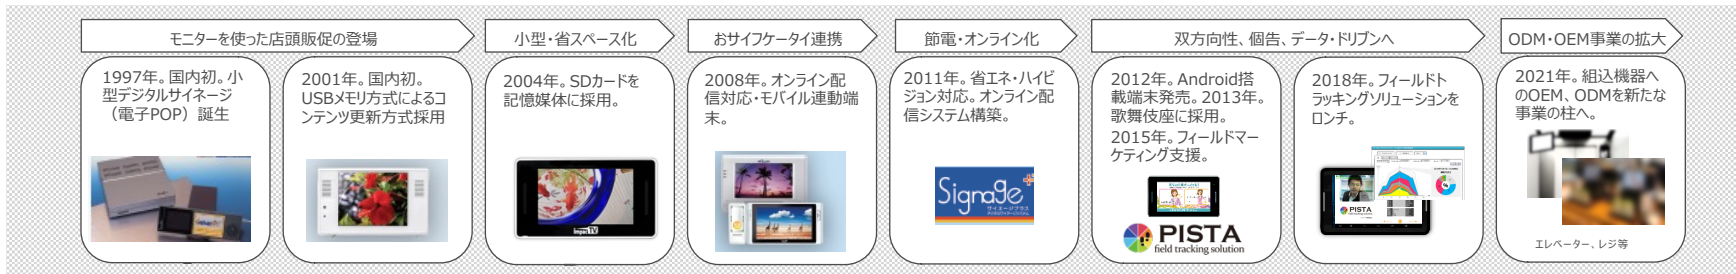 モニターを使った店頭販促の登場
小型・省スペース化
おサイフケータイ連携
節電・オンライン化
双方向性、個告、データ・ドリブンへ
ODM・OEM事業の拡大
1997年。国内初。小
型デジタルサイネージ
（電子POP）誕生
2001年。国内初。
USBメモリ方式によるコ
ンテンツ更新方式採用
2004年。SDカードを
記憶媒体に採用。
impacTV
2008年。オンライン配
信対応・モバイル連動端
末。
2011年。省エネ・ハイビ
ジョン対応。オンライン配
信システム構築。
Signage+
サイネージプラス
2012年。Android搭
載端末発売。2013年。
歌舞伎座に採用。
2015年。フィールドマー
ケティング支援。
PISTA
field tracking solution
2018年。フィールドト
ラッキングソリューションを
ロンチ。
PISTA
2021年。組込機器へ
のOEM、ODMを新たな
事業の柱へ。
エレベーター、レジ等